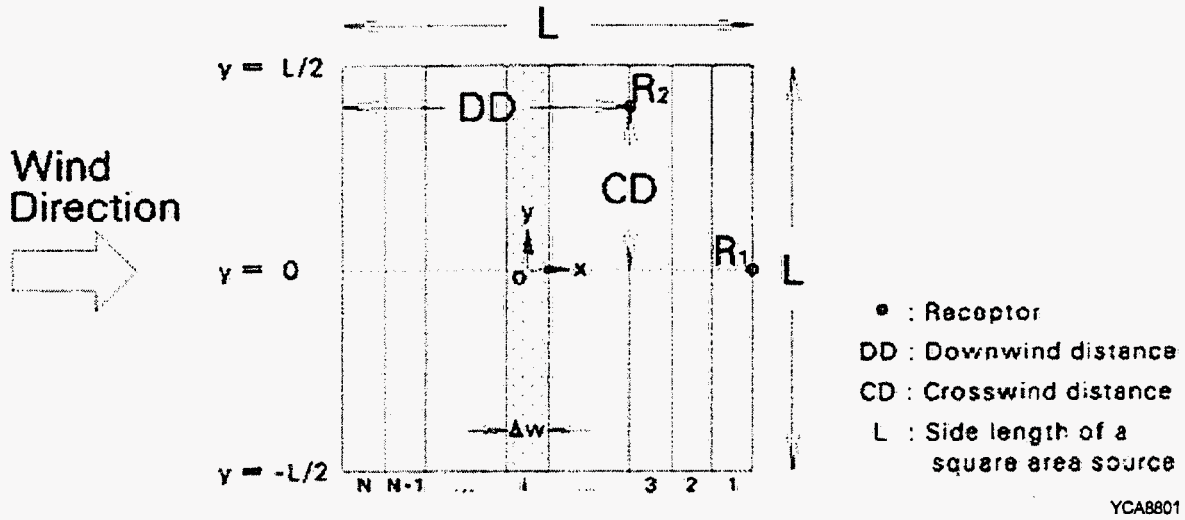 L
y = L/2
R2
DD
Wind
Direction
CD
y
R1
y = 0
o
x
L
• : Receptor
DD : Downwind distance
CD : Crosswind distance
L : Side length of a
square area source
Δw
y = -L/2
N N-1 ... i ... 3 2 1
YCA8801